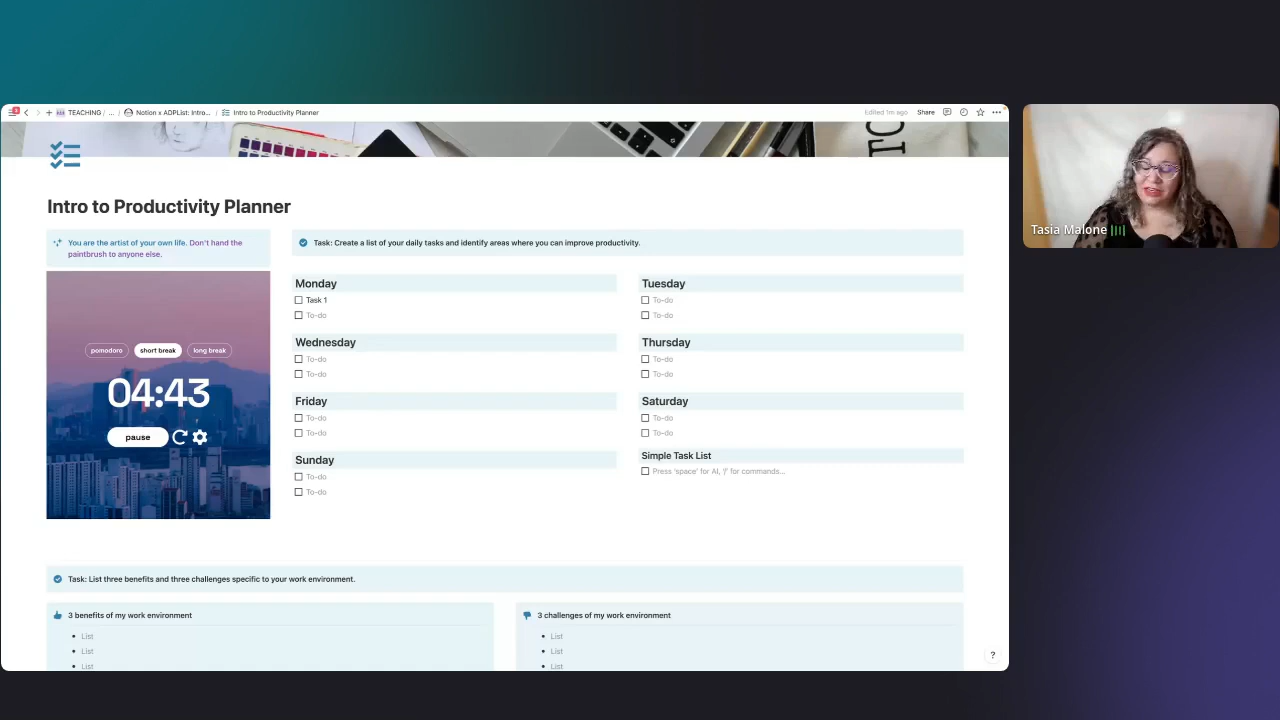 TEACHING / ... / Notion x ADPList: Intro... / Intro to Productivity Planner
Edited 1m ago Share
Intro to Productivity Planner
You are the artist of your own life. Don't hand the
paintbrush to anyone else.
pomodoro short break long break
04:43
pause
Task: Create a list of your daily tasks and identify areas where you can improve productivity.
Monday
Task 1
To-do
Tuesday
To-do
To-do
Wednesday
To-do
To-do
Thursday
To-do
To-do
Friday
To-do
To-do
Saturday
To-do
To-do
Sunday
To-do
To-do
Simple Task List
Press 'space' for AI, '/' for commands...
Task: List three benefits and three challenges specific to your work environment.
3 benefits of my work environment
List
List
List
3 challenges of my work environment
List
List
List
?
Tasia Malone